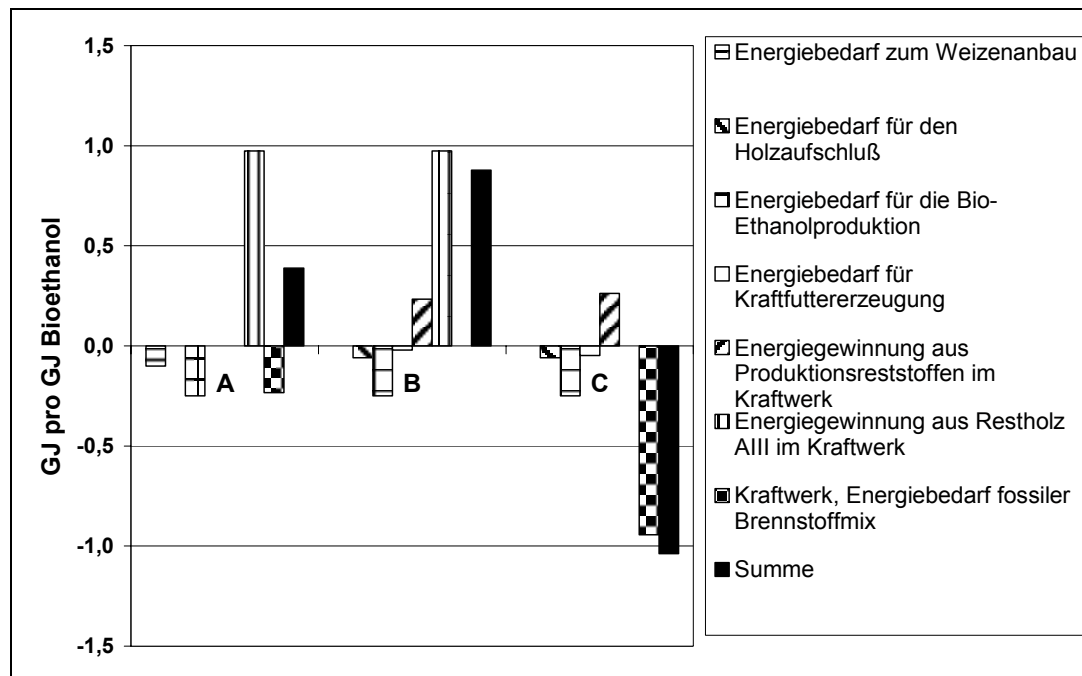 1,5
1,0
0,5
0,0
-0,5
-1,0
-1,5
GJ pro GJ Bioethanol
A
B
C
Energiebedarf zum Weizenanbau
Energiebedarf für den
Holzaufschluß
Energiebedarf für die Bio-
Ethanolproduktion
Energiebedarf für
Kraftfuttererzeugung
Energiegewinnung aus
Produktionsreststoffen im
Kraftwerk
Energiegewinnung aus Restholz
AIII im Kraftwerk
Kraftwerk, Energiebedarf fossiler
Brennstoffmix
Summe